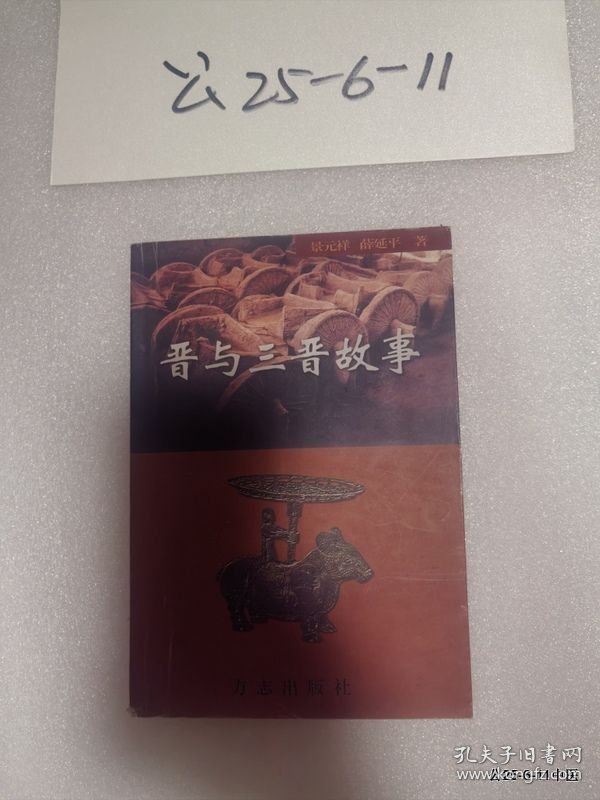 公25-6-11
景元祥 薛延平 著
晋与三晋故事
方志出版社
孔夫子旧书网